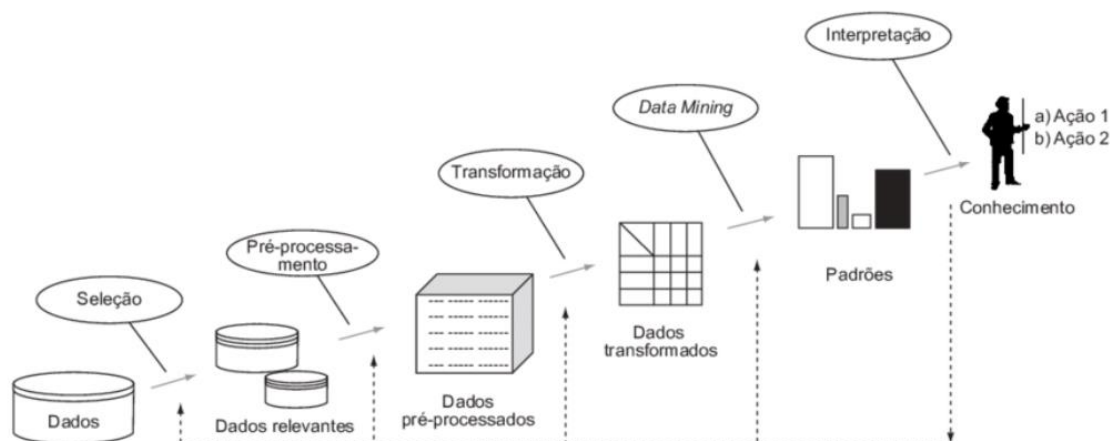 Seleção
Dados
Pré-processa-
mento
Dados relevantes
Transformação
Dados
pré-processados
Data Mining
Dados
transformados
Interpretação
Padrões
a) Ação 1
b) Ação 2
Conhecimento